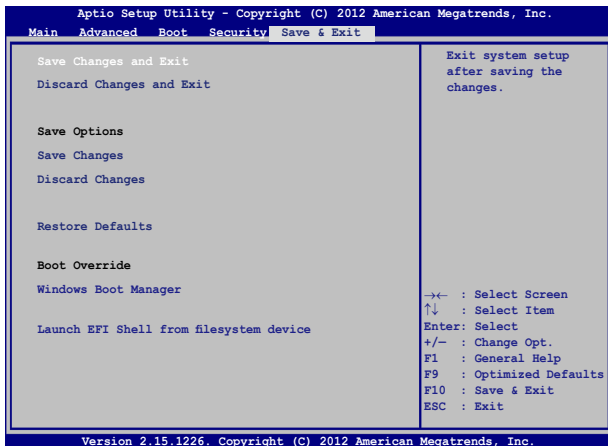 Aptio Setup Utility - Copyright (C) 2012 American Megatrends, Inc.
Main Advanced Boot Security Save & Exit
Save Changes and Exit
Discard Changes and Exit
Save Options
Save Changes
Discard Changes
Restore Defaults
Boot Override
Windows Boot Manager
Launch EFI Shell from filesystem device
Exit system setup
after saving the
changes.
→← : Select Screen
↑↓ : Select Item
Enter: Select
+/— : Change Opt.
F1 : General Help
F9 : Optimized Defaults
F10 : Save & Exit
ESC : Exit
Version 2.15.1226. Copyright (C) 2012 American Megatrends, Inc.